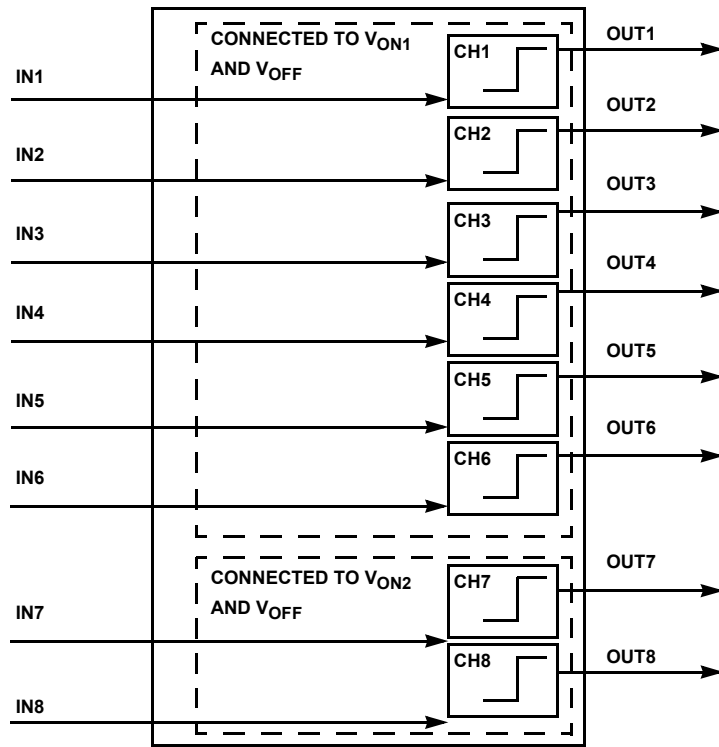 CONNECTED TO VON1
AND VOFF
CH1
OUT1
IN1
CH2
OUT2
IN2
CH3
OUT3
IN3
CH4
OUT4
IN4
CH5
OUT5
IN5
CH6
OUT6
IN6
CONNECTED TO VON2
AND VOFF
CH7
OUT7
IN7
CH8
OUT8
IN8